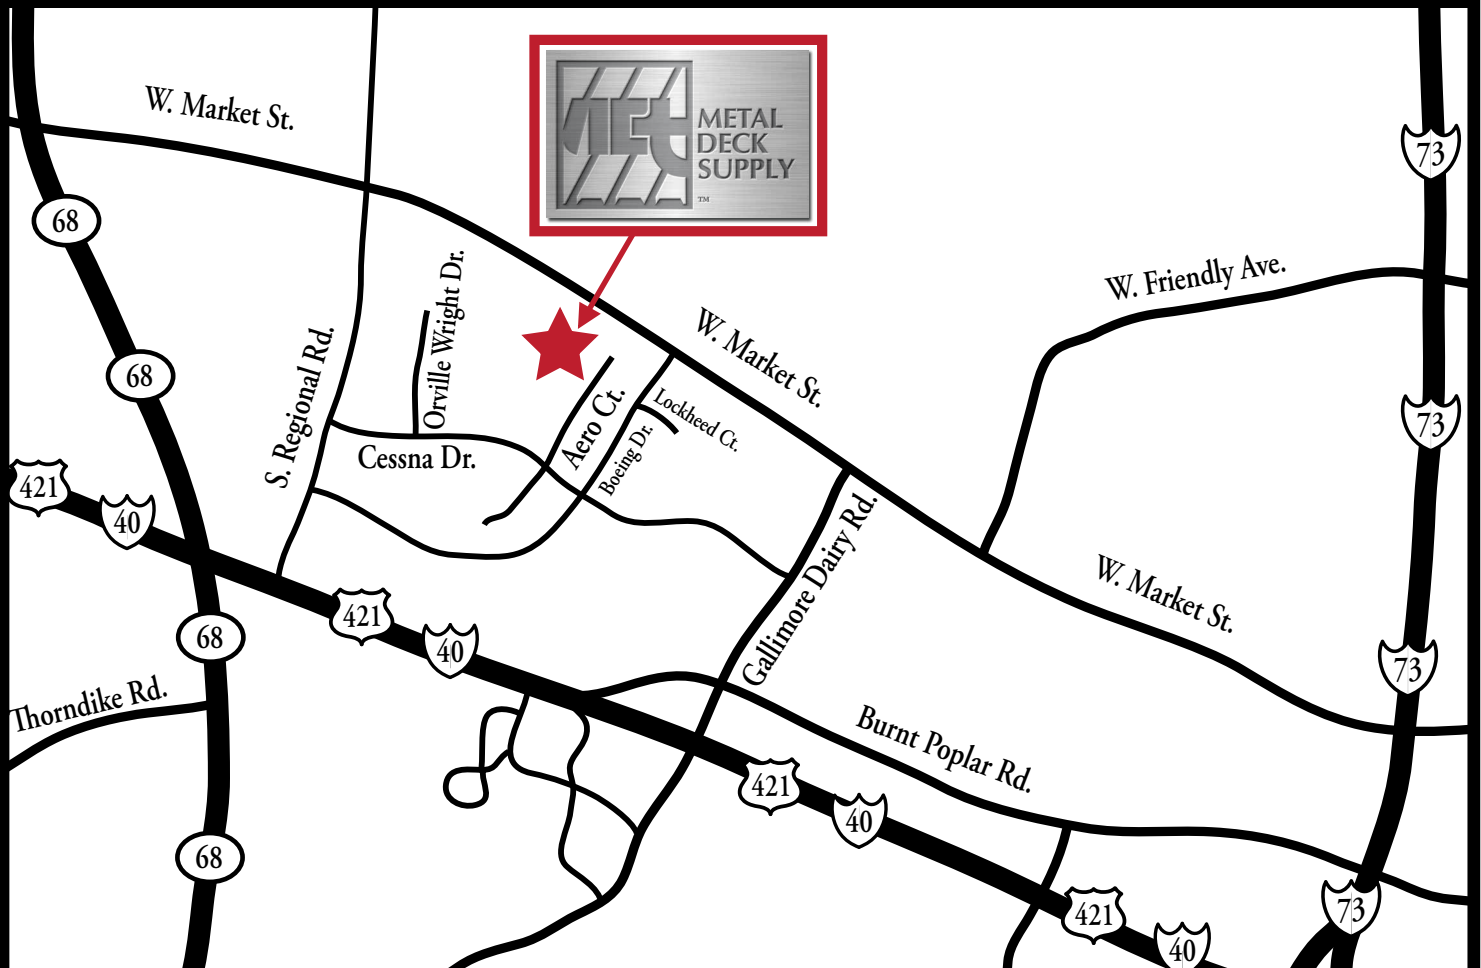 W. Market St.
MET
METAL
DECK
SUPPLY
™
73
68
W. Friendly Ave.
Orville Wright Dr.
W. Market St.
S. Regional Rd.
68
Aero Ct.
Lockheed Ct.
73
Cessna Dr.
Boeing Dr.
421
40
Gallimore Dairy Rd.
W. Market St.
421
68
40
73
Thorndike Rd.
Burnt Poplar Rd.
421
40
68
421
73
40